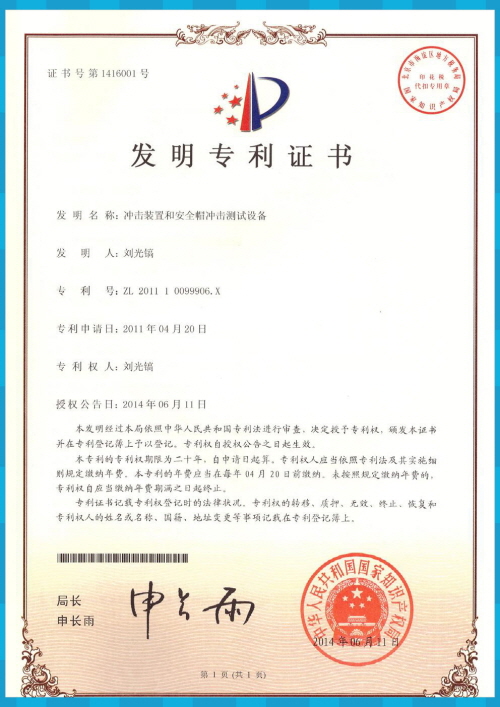 证书号第1416001号
北京市海淀区地方税务局
印花税
代扣专用章
国家知识产权局
发明专利证书
发明名称：冲击装置和安全帽冲击测试设备
发明人：刘光镐
专利号：ZL 2011 1 0099906.X
专利申请日：2011年04月20日
专利权人：刘光镐
授权公告日：2014年06月11日
本发明经过本局依照中华人民共和国专利法进行审查，决定授予专利权，颁发本证书
并在专利登记簿上予以登记。专利权自授权公告之日起生效。
本专利的专利权期限为二十年，自申请日起算。专利权人应当依照专利法及其实施细
则规定缴纳年费。本专利的年费应当在每年04月20日前缴纳。未按照规定缴纳年费的，
专利权自应当缴纳年费期满之日起终止。
专利证书记载专利权登记时的法律状况。专利权的转移、质押、无效、终止、恢复和
专利权人的姓名或名称、国籍、地址变更等事项记载在专利登记簿上。
局长
申长雨
申长雨
中华人民共和国国家知识产权局
2014年06月11日
第1页(共1页)